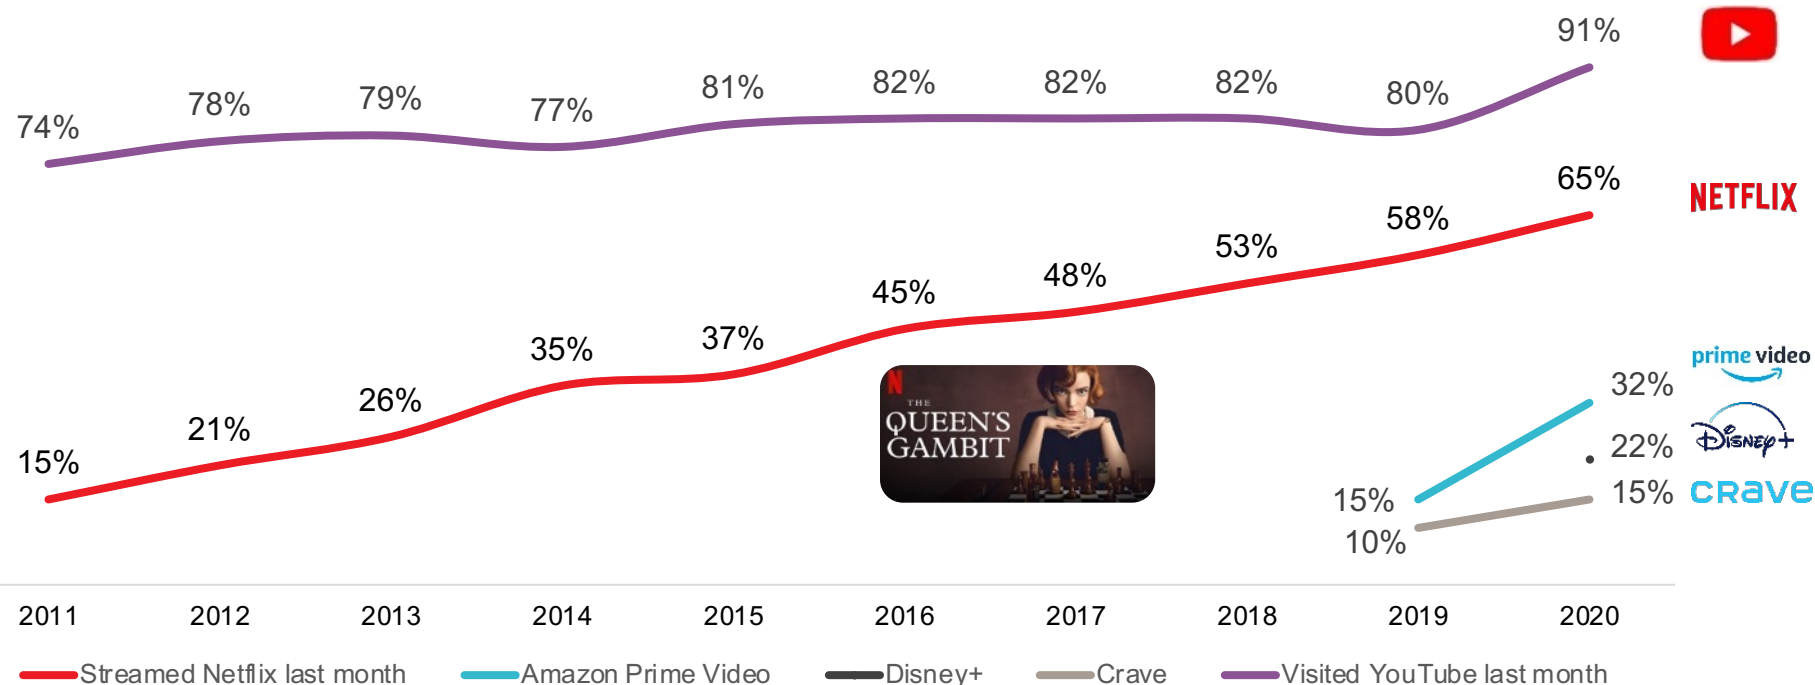 91%
74%
78%
79%
77%
81%
82%
82%
82%
80%
65%
NETFLIX
15%
21%
26%
35%
37%
45%
48%
53%
58%
N
THE
QUEEN'S
GAMBIT
prime video
32%
Disney+
22%
15%
15%
CRAVE
10%
2011 2012 2013 2014 2015 2016 2017 2018 2019 2020
Streamed Netflix last month Amazon Prime Video Disney+ Crave Visited YouTube last month